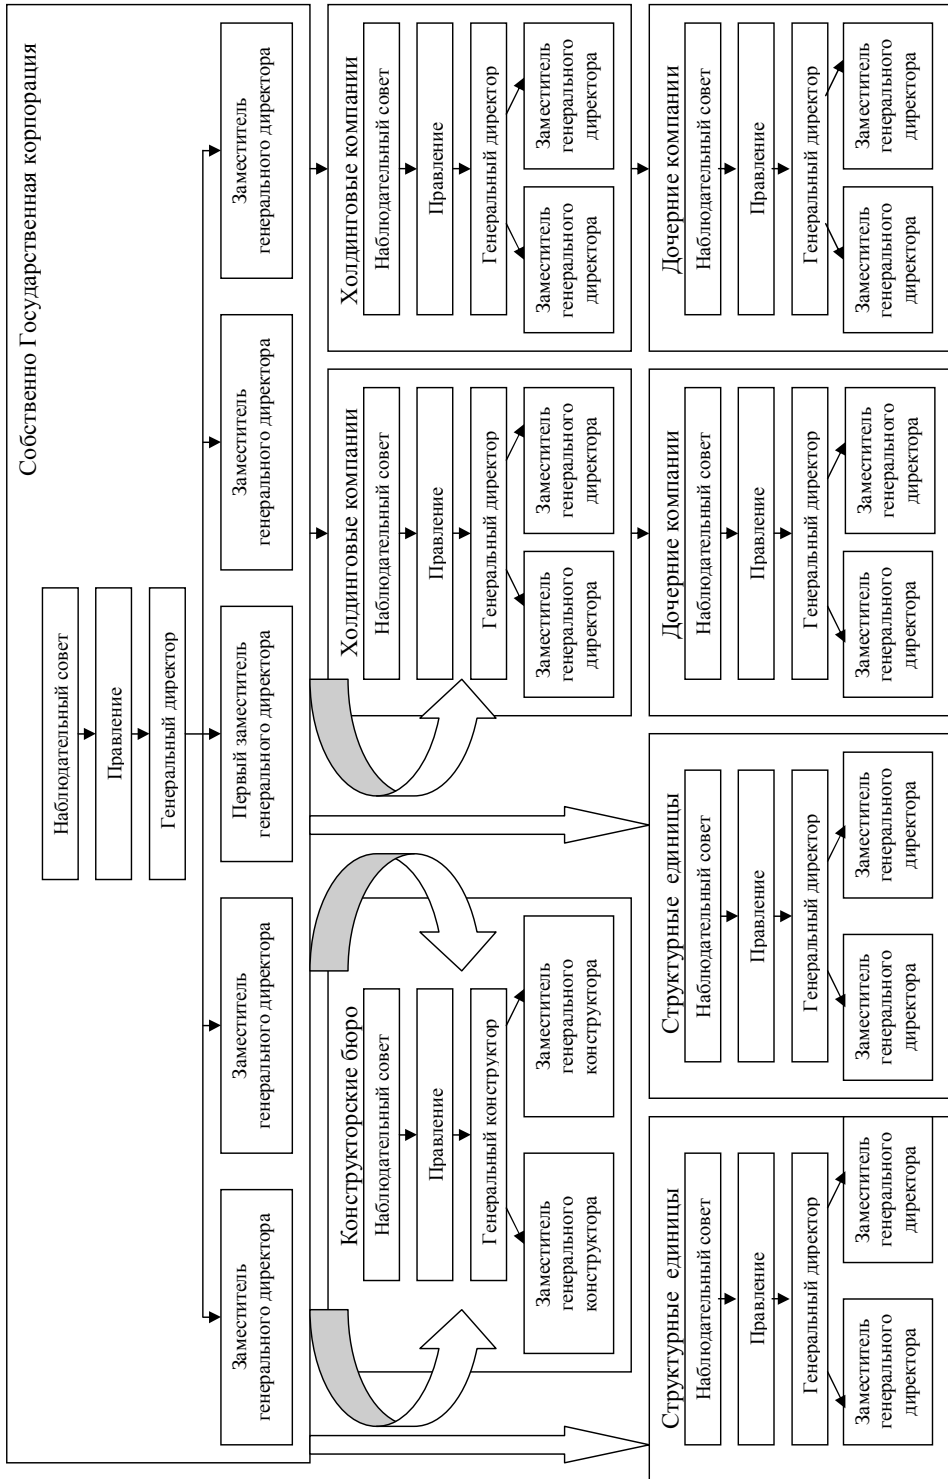 Собственно Государственная корпорация
Наблюдательный совет
Правление
Генеральный директор
Заместитель
генерального директора
Заместитель
генерального директора
Первый заместитель
генерального директора
Заместитель
генерального директора
Заместитель
генерального директора
Конструкторские бюро
Наблюдательный совет
Правление
Генеральный конструктор
Заместитель
генерального
конструктора
Заместитель
генерального
конструктора
Холдинговые компании
Наблюдательный совет
Правление
Генеральный директор
Заместитель
генерального
директора
Заместитель
генерального
директора
Холдинговые компании
Наблюдательный совет
Правление
Генеральный директор
Заместитель
генерального
директора
Заместитель
генерального
директора
Структурные единицы
Наблюдательный совет
Правление
Генеральный директор
Заместитель
генерального
директора
Заместитель
генерального
директора
Структурные единицы
Наблюдательный совет
Правление
Генеральный директор
Заместитель
генерального
директора
Заместитель
генерального
директора
Дочерние компании
Наблюдательный совет
Правление
Генеральный директор
Заместитель
генерального
директора
Заместитель
генерального
директора
Дочерние компании
Наблюдательный совет
Правление
Генеральный директор
Заместитель
генерального
директора
Заместитель
генерального
директора